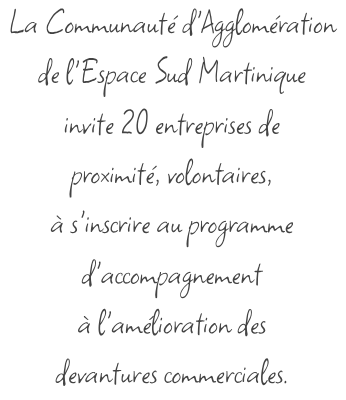 La Communauté d'Agglomération
de l'Espace Sud Martinique
invite 20 entreprises de
proximité, volontaires,
à s'inscrire au programme
d'accompagnement
à l'amélioration des
devantures commerciales.